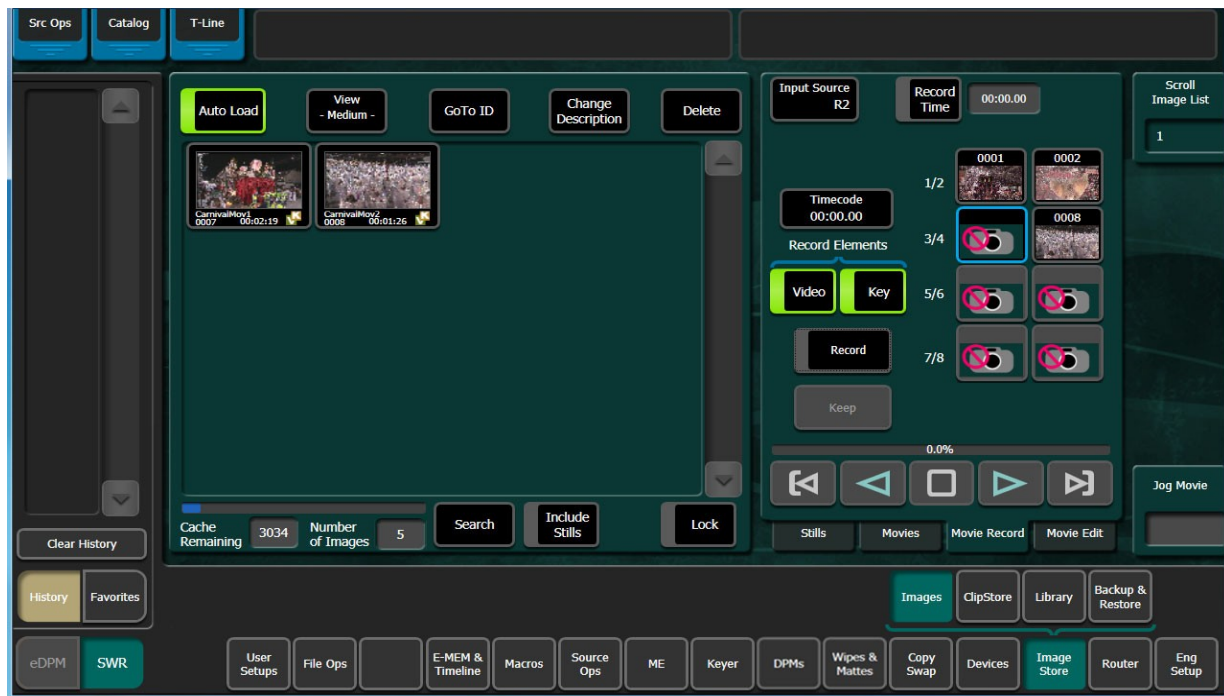 Src Ops
Catalog
T-Line
Auto Load
View
- Medium -
GoTo ID
Change
Description
Delete
Input Source
R2
Record
Time
00:00.00
Scroll
Image List
1
CarnivalMov1
0007 00:02:19
CarnivalMov2
0008 00:01:26
Timecode
00:00.00
Record Elements
Video
Key
Record
Keep
1/2
0001
0002
3/4
0008
5/6
7/8
0.0%
Jog Movie
Cache
Remaining
3034
Number
of Images
5
Search
Include
Stills
Lock
Stills
Movies
Movie Record
Movie Edit
Clear History
History
Favorites
Images
ClipStore
Library
Backup &
Restore
eDPM
SWR
User
Setups
File Ops
E-MEM &
Timeline
Macros
Source
Ops
ME
Keyer
DPMs
Wipes &
Mattes
Copy
Swap
Devices
Image
Store
Router
Eng
Setup